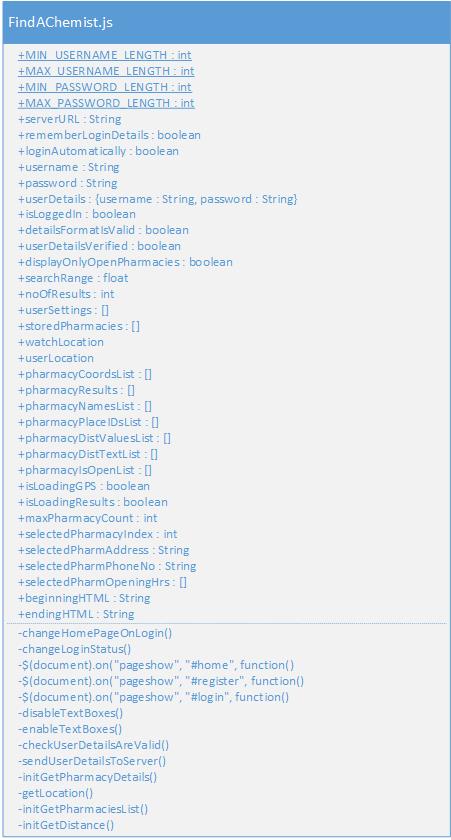 FindAChemist.js
+MIN_USERNAME_LENGTH : int
+MAX_USERNAME_LENGTH : int
+MIN_PASSWORD_LENGTH : int
+MAX_PASSWORD_LENGTH : int
+serverURL : String
+rememberLoginDetails : boolean
+loginAutomatically : boolean
+username : String
+password : String
+userDetails : {username : String, password : String}
+isLoggedIn : boolean
+detailsFormatIsValid : boolean
+userDetailsVerified : boolean
+displayOnlyOpenPharmacies : boolean
+searchRange : float
+noOfResults : int
+userSettings : []
+storedPharmacies : []
+watchLocation
+userLocation
+pharmacyCoordsList : []
+pharmacyResults : []
+pharmacyNamesList : []
+pharmacyPlaceIDsList : []
+pharmacyDistValuesList : []
+pharmacyDistTextList : []
+pharmacyIsOpenList : []
+isLoadingGPS : boolean
+isLoadingResults : boolean
+maxPharmacyCount : int
+selectedPharmacyIndex : int
+selectedPharmAddress : String
+selectedPharmPhoneNo : String
+selectedPharmOpeningHrs : []
+beginningHTML : String
+endingHTML : String
-changeHomePageOnLogin()
-changeLoginStatus()
-$(document).on("pageshow", "#home", function()
-$(document).on("pageshow", "#register", function()
-$(document).on("pageshow", "#login", function()
-disableTextBoxes()
-enableTextBoxes()
-checkUserDetailsAreValid()
-sendUserDetailsToServer()
-initGetPharmacyDetails()
-getLocation()
-initGetPharmaciesList()
-initGetDistance()